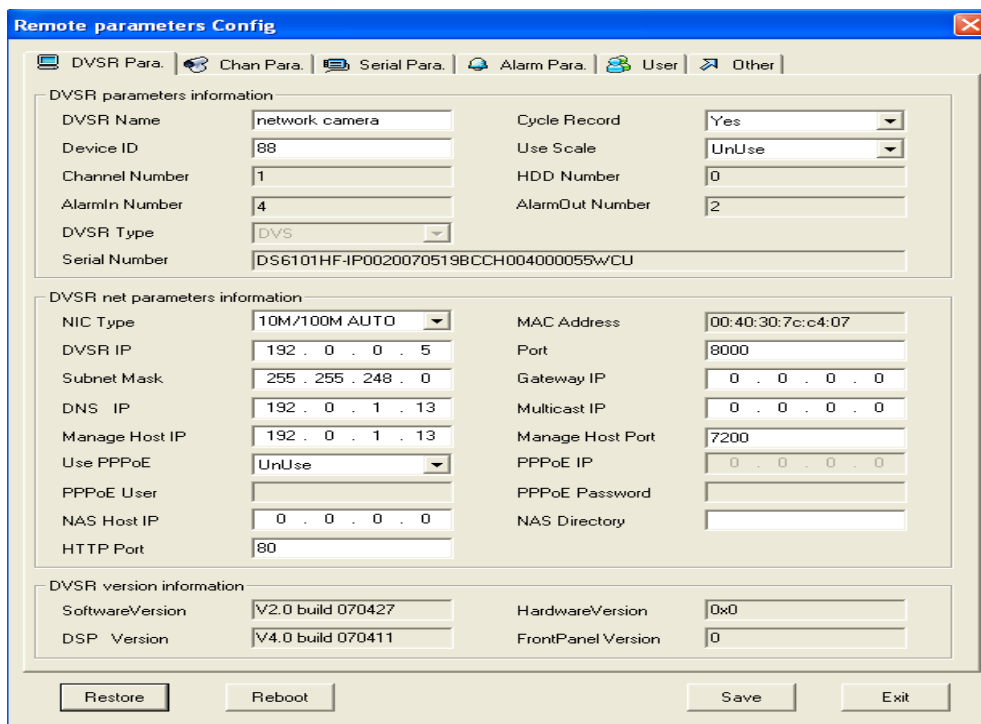 Remote parameters Config
DVSR Para. Chan Para. Serial Para. Alarm Para. User Other
DVSR parameters information
DVSR Name network camera Cycle Record Yes
Device ID 88 Use Scale UnUse
Channel Number 1 HDD Number 0
AlarmIn Number 4 AlarmOut Number 2
DVSR Type DVS
Serial Number DS6101HF-IP0020070519BCCH004000055WCU
DVSR net parameters information
NIC Type 10M/100M AUTO MAC Address 00:40:30:7c:c4:07
DVSR IP 192 . 0 . 0 . 5 Port 8000
Subnet Mask 255 . 255 . 248 . 0 Gateway IP 0 . 0 . 0 . 0
DNS IP 192 . 0 . 1 . 13 Multicast IP 0 . 0 . 0 . 0
Manage Host IP 192 . 0 . 1 . 13 Manage Host Port 7200
Use PPPoE UnUse PPPoE IP 0 . 0 . 0 . 0
PPPoE User PPPoE Password
NAS Host IP 0 . 0 . 0 . 0 NAS Directory
HTTP Port 80
DVSR version information
SoftwareVersion V2.0 build 070427 HardwareVersion 0x0
DSP Version V4.0 build 070411 FrontPanel Version 0
Restore Reboot Save Exit